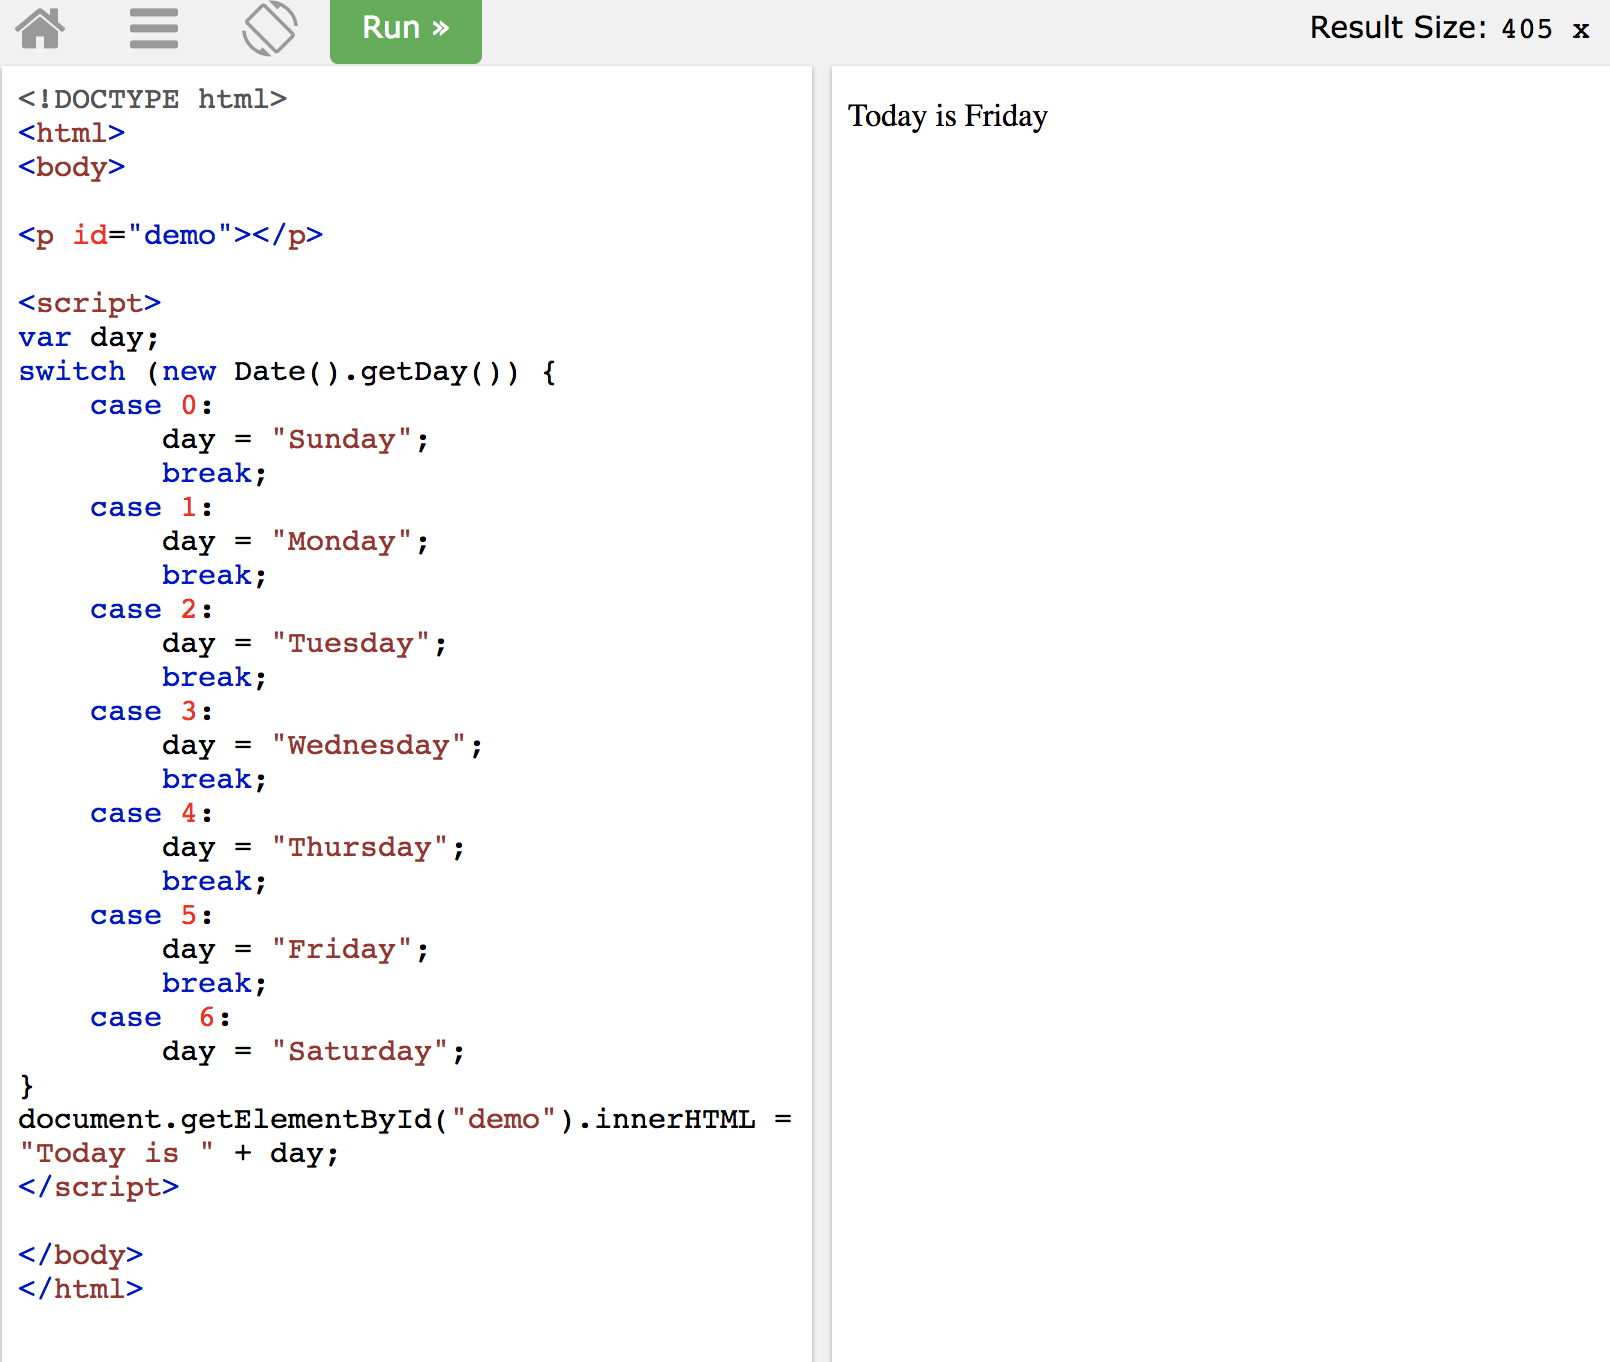 Run »
Result Size: 405 x
<!DOCTYPE html>
<html>
<body>

<p id="demo"></p>

<script>
var day;
switch (new Date().getDay()) {
    case 0:
        day = "Sunday";
        break;
    case 1:
        day = "Monday";
        break;
    case 2:
        day = "Tuesday";
        break;
    case 3:
        day = "Wednesday";
        break;
    case 4:
        day = "Thursday";
        break;
    case 5:
        day = "Friday";
        break;
    case  6:
        day = "Saturday";
}
document.getElementById("demo").innerHTML =
"Today is " + day;
</script>

</body>
</html>
Today is Friday